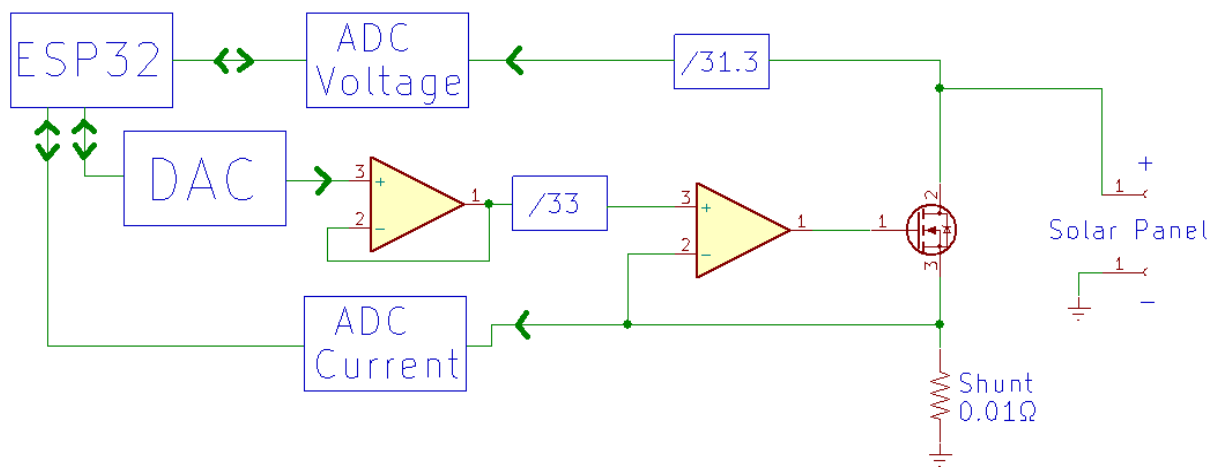 ESP32
ADC
Voltage
/31.3
DAC
3
+
2
-
1
/33
3
+
2
-
1
1
2
3
1
+
Solar Panel
1
-
ADC
Current
Shunt
0.01Ω